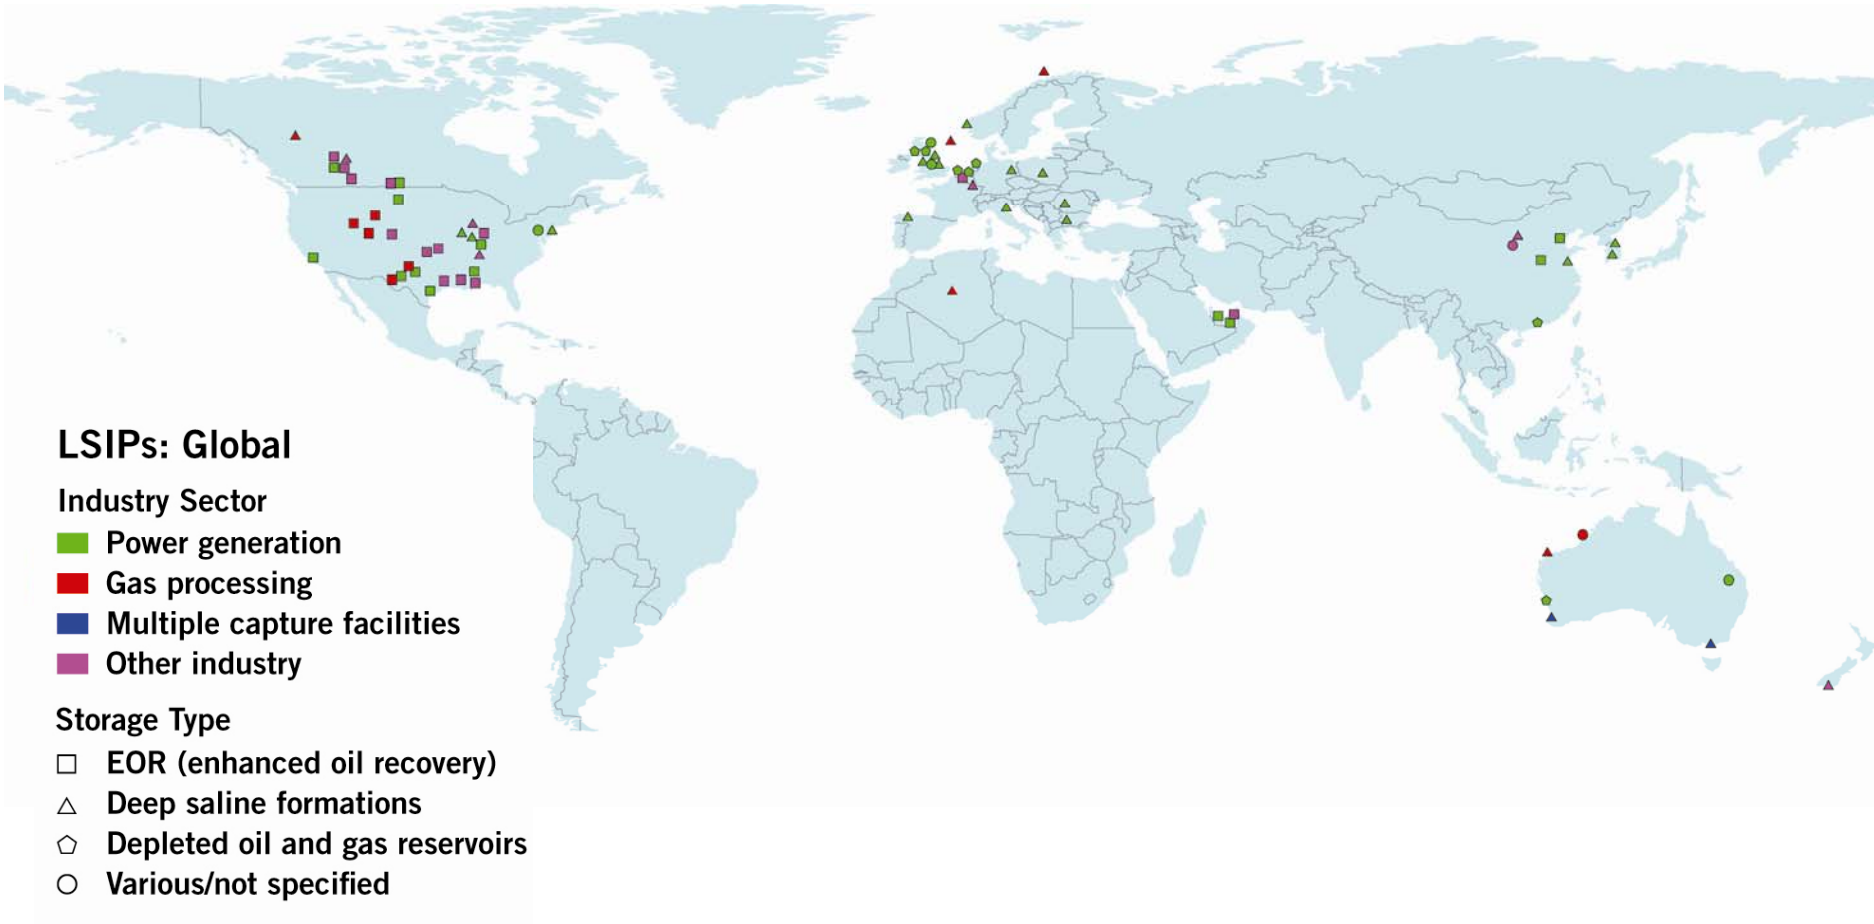 LSIPs: Global
Industry Sector
Power generation
Gas processing
Multiple capture facilities
Other industry
Storage Type
EOR (enhanced oil recovery)
Deep saline formations
Depleted oil and gas reservoirs
Various/not specified